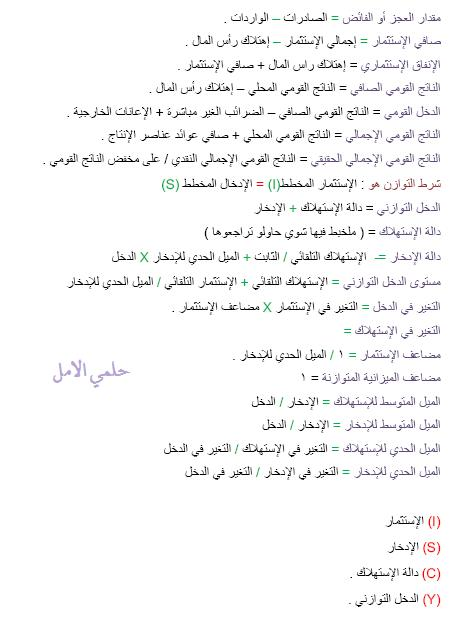 مقدار العجز أو الفائض = الصادرات – الواردات .
صافي الإستثمار = إجمالي الإستثمار – إهتلاك رأس المال .
الإنفاق الإستثماري = إهتلاك راس المال + صافي الإستثمار .
الناتج القومي الصافي = الناتج القومي المحلي – إهتلاك رأس المال .
الدخل القومي = الناتج القومي الصافي – الضرائب الغير مباشرة + الإعانات الخارجية .
الناتج القومي الإجمالي = الناتج القومي المحلي + صافي عوائد عناصر الإنتاج .
الناتج القومي الإجمالي الحقيقي = الناتج القومي الإجمالي النقدي / على مخفض الناتج القومي .
شرط التوازن هو : الإستثمار المخطط(I) = الإدخال المخطط (S)
الدخل التوازني = دالة الإستهلاك + الإدخار
دالة الإستهلاك = ( ملخبط فيها شوي حاولو تراجعوها )
دالة الإدخار =- الإستهلاك التلقائي / الثابت + الميل الحدي للإدخار X الدخل
مستوى الدخل التوازني = الإستهلاك التلقائي + الإستثمار التلقائي / الميل الحدي للإدخار
التغير في الدخل = التغير في الإستثمار X مضاعف الإستثمار .
التغير في الإستهلاك =
مضاعف الإستثمار = ١ / الميل الحدي للإدخار .
مضاعف الميزانية المتوازنة = ١
حلمي الامل
الميل المتوسط للإستهلاك = الإدخار / الدخل
الميل المتوسط للإدخار = الإدخار / الدخل
الميل الحدي للإستهلاك = التغير في الإستهلاك / التغير في الدخل
الميل الحدي للإدخار = التغير في الإدخار / التغير في الدخل
(I) الإستثمار
(S) الإدخار
(C) دالة الإستهلاك .
(Y) الدخل التوازني .